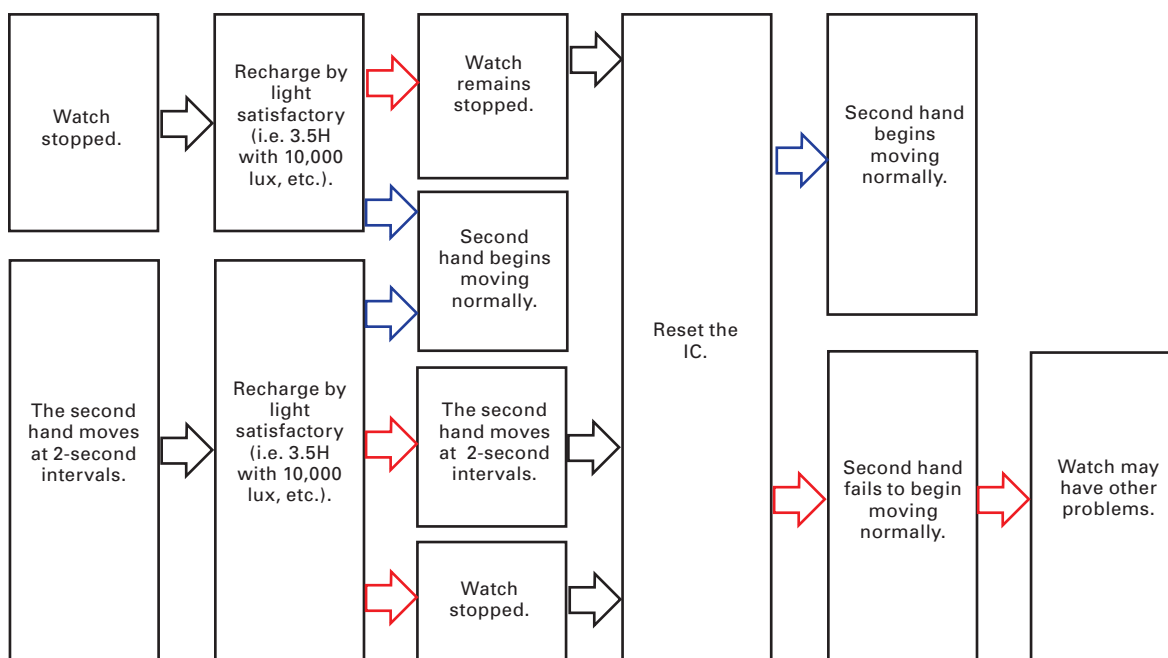 Watch
stopped.
Recharge by
light
satisfactory
(i.e. 3.5H
with 10,000
lux, etc.).
Watch
remains
stopped.
Second
hand begins
moving
normally.
Reset the
IC.
Second hand
begins
moving
normally.
The second
hand moves
at 2-second
intervals.
Recharge by
light
satisfactory
(i.e. 3.5H
with 10,000
lux, etc.).
The second
hand moves
at  2-second
intervals.
Watch
stopped.
Second hand
fails to begin
moving
normally.
Watch may
have other
problems.